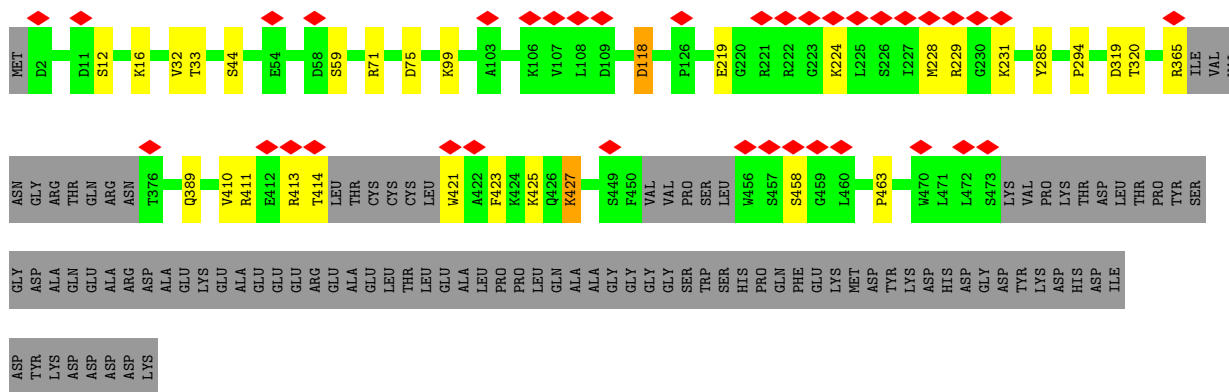 MET D2 D11 S12 K16 V32 T33 S44 E54 D58 S59 R71 D75 K99 A103 K106 V107 L108 D109 D118 P126 E219 G220 R221 R222 G223 K224 L225 S226 I227 M228 R229 G230 K231 Y285 P294 D319 T320 R365 ILE VAL
ASN GLY ARG THR GLN ARG ASN T376 Q389 V410 R411 E412 R413 T414 LEU THR CYS CYS CYS LEU W421 A422 F423 K424 K425 Q426 K427 S449 F450 VAL VAL PRO SER LEU W456 S457 S458 G459 L460 P463 W470 L471 L472 S473 LYS VAL PRO LYS THR ASP LEU THR PRO TYR SER
GLY ASP ALA GLN GLU ALA ARG ASP ALA GLU LYS GLU ALA GLU GLU GLU ARG GLU ALA GLU LEU THR LEU GLU ALA LEU PRO PRO LEU GLN ALA ALA GLY GLY GLY GLY SER TRP SER HIS PRO GLN PHE GLU LYS MET ASP TYR LYS ASP HIS ASP GLY ASP TYR LYS ASP HIS ASP ILE
ASP TYR LYS ASP ASP ASP ASP LYS